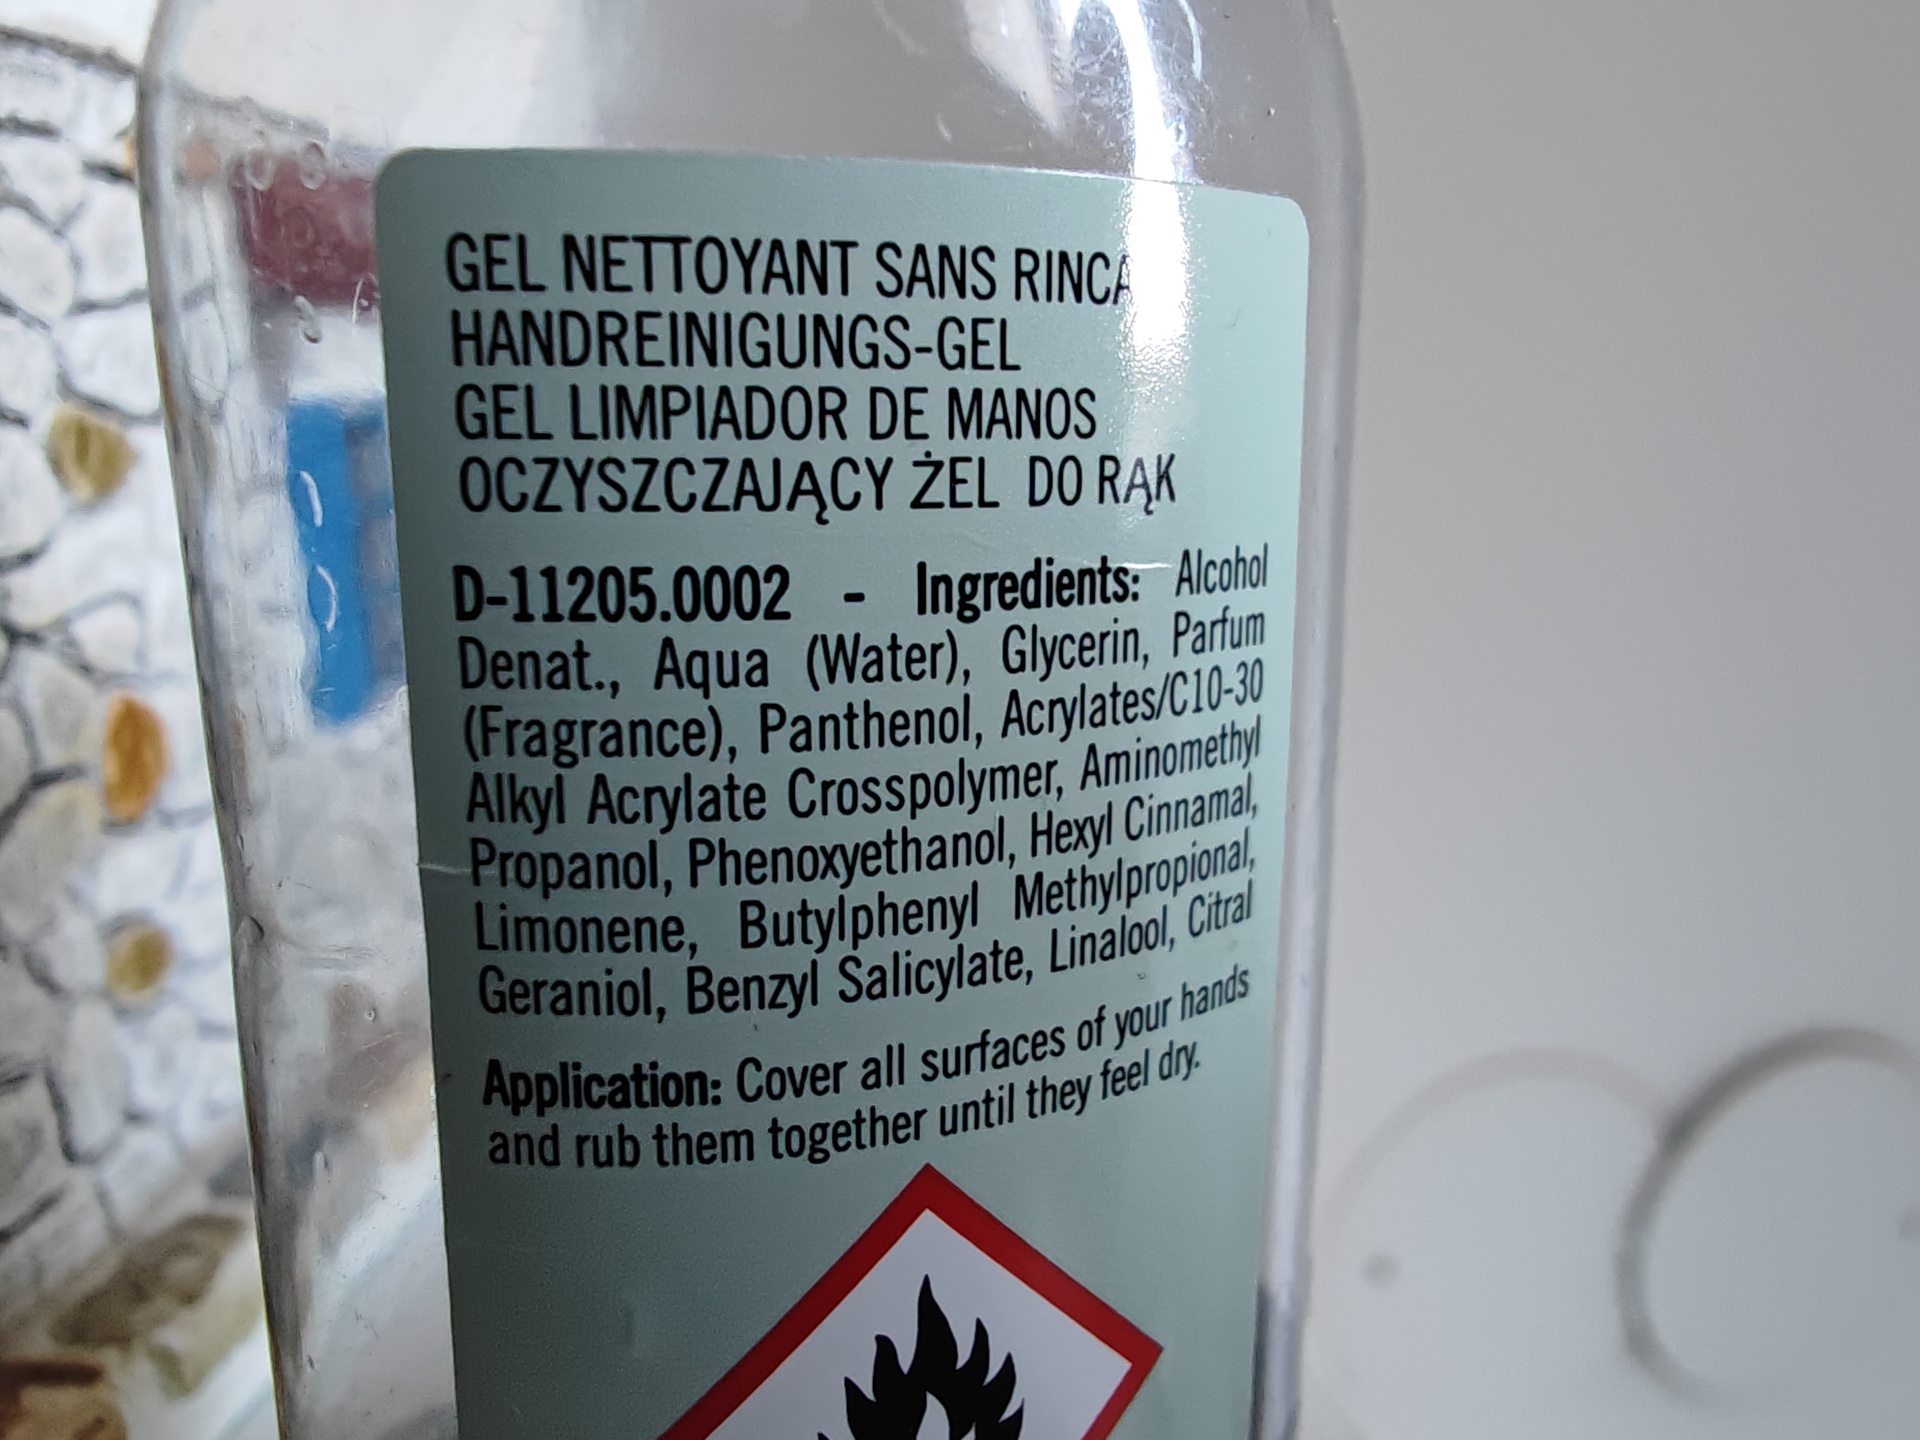 GEL NETTOYANT SANS
HANDREINIGUNGS-GEL
GEL LIMPIADOR DE MANOS
OCZYSZCZAJĄCY ŻEL DO RĄK
D-11205.0002 - Ingredients: Alcohol
Denat., Aqua (Water), Glycerin, Parfum
(Fragrance), Panthenol, Acrylates/C10-30
Alkyl Acrylate Crosspolymer, Aminomethyl
Propanol, Phenoxyethanol, Hexyl Cinnamal,
Limonene, Butylphenyl Methylpropional,
Geraniol, Benzyl Salicylate, Linalool, Citral
Application: Cover all surfaces of your hands
and rub them together until they feel dry.